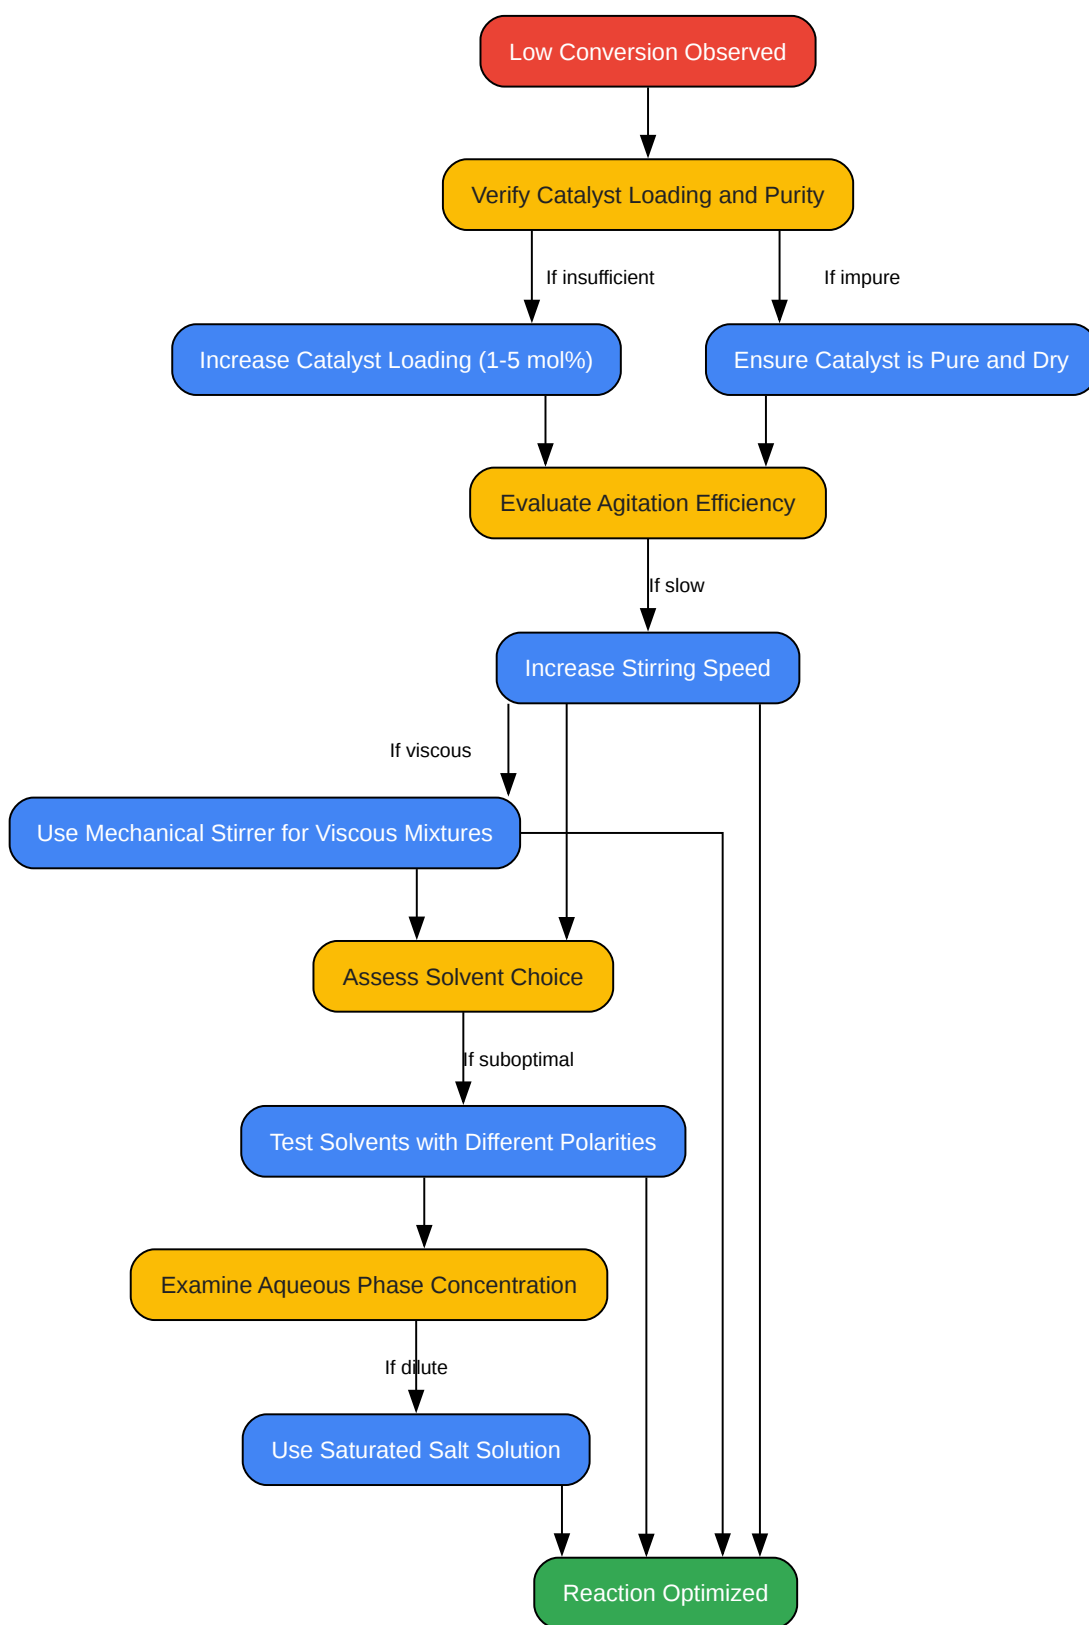 Low Conversion Observed
Verify Catalyst Loading and Purity
If insufficient
If impure
Increase Catalyst Loading (1-5 mol%)
Ensure Catalyst is Pure and Dry
Evaluate Agitation Efficiency
If slow
Increase Stirring Speed
If viscous
Use Mechanical Stirrer for Viscous Mixtures
Assess Solvent Choice
If suboptimal
Test Solvents with Different Polarities
Examine Aqueous Phase Concentration
If dilute
Use Saturated Salt Solution
Reaction Optimized